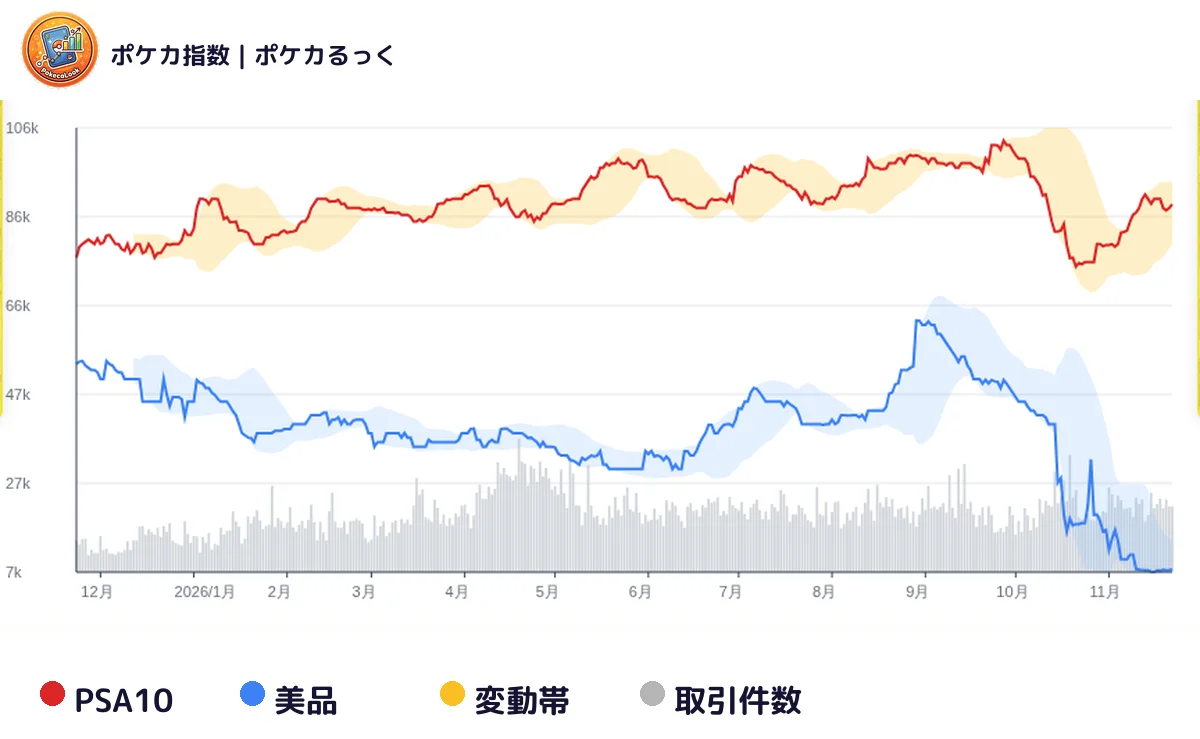 PokecaLook
ポケカ指数 | ポケカるっく
106k
86k
66k
47k
27k
7k
12月 2026/1月 2月 3月 4月 5月 6月 7月 8月 9月 10月 11月
PSA10 美品 変動帯 取引件数